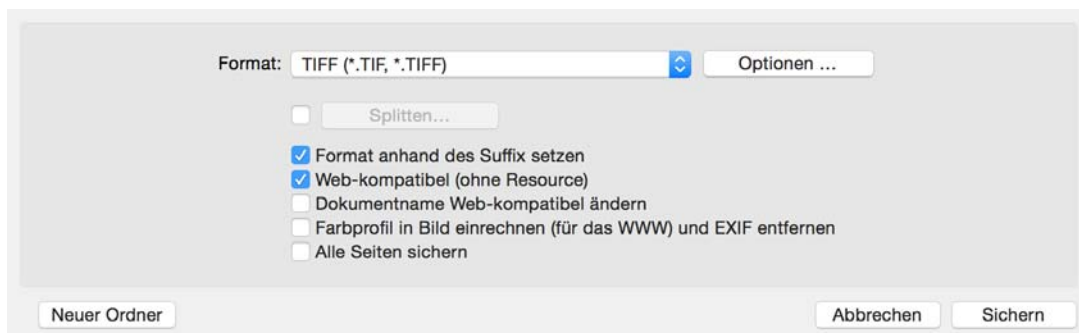 Format: TIFF (*.TIF, *.TIFF) Optionen ...
Splitten...
Format anhand des Suffix setzen
Web-kompatibel (ohne Resource)
Dokumentname Web-kompatibel ändern
Farbprofil in Bild einrechnen (für das WWW) und EXIF entfernen
Alle Seiten sichern
Neuer Ordner Abbrechen Sichern